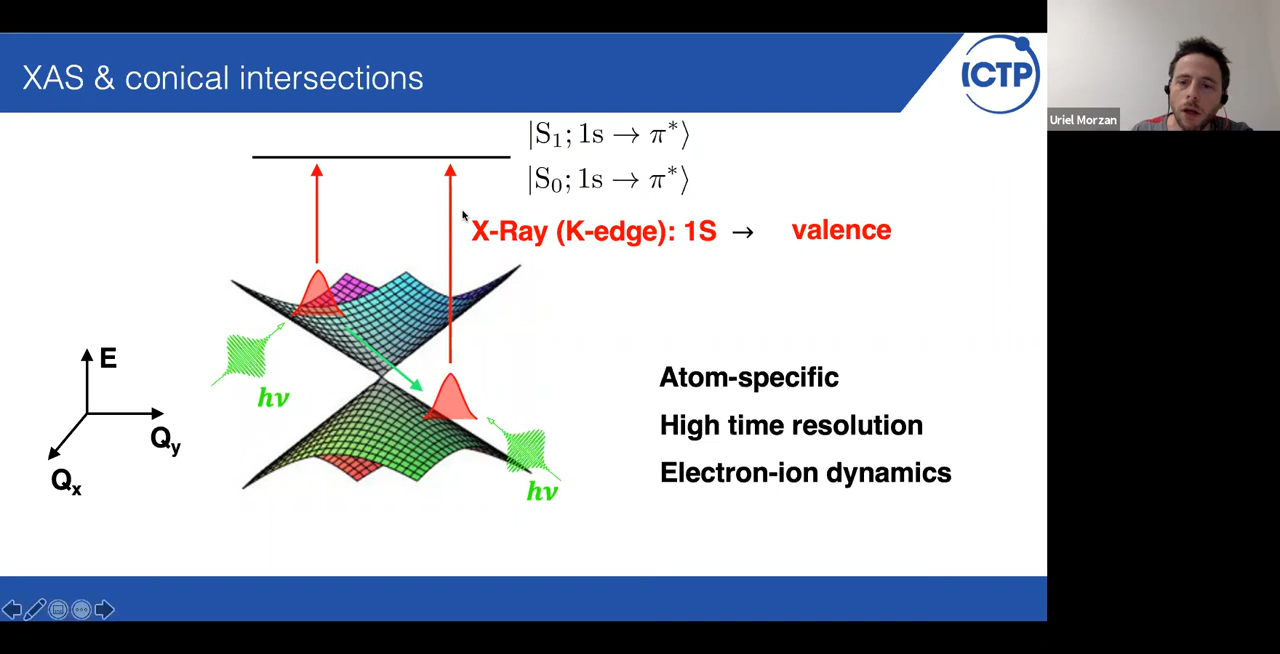 XAS & conical intersections
ICTP
Uriel Morzan
|S₁; 1s → π*⟩
|S₀; 1s → π*⟩
X-Ray (K-edge): 1S → valence
E
Qy
Qx
hν
hν
Atom-specific
High time resolution
Electron-ion dynamics